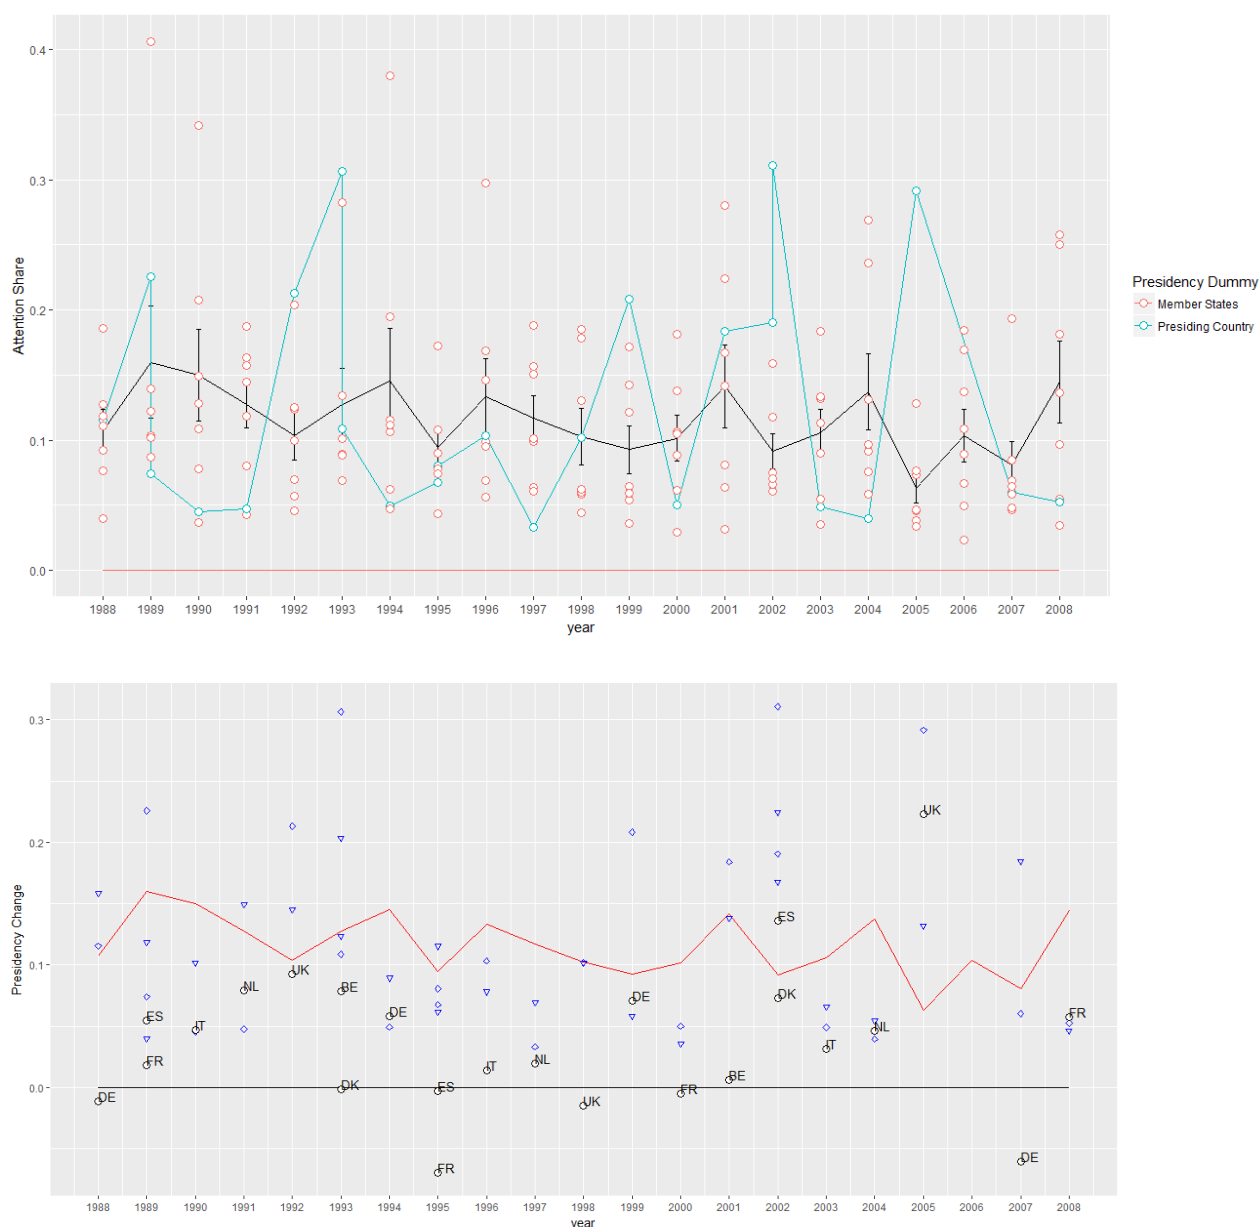 Attention Share
0.4
0.3
0.2
0.1
0.0
1988 1989 1990 1991 1992 1993 1994 1995 1996 1997 1998 1999 2000 2001 2002 2003 2004 2005 2006 2007 2008
year
Presidency Dummy
Member States
Presiding Country
Presidency Change
0.3
0.2
0.1
0.0
DE
ES
FR
IT
NL
UK
BE
DK
DE
ES
FR
IT
NL
UK
DE
FR
BE
ES
DK
IT
NL
UK
DE
FR
1988 1989 1990 1991 1992 1993 1994 1995 1996 1997 1998 1999 2000 2001 2002 2003 2004 2005 2006 2007 2008
year